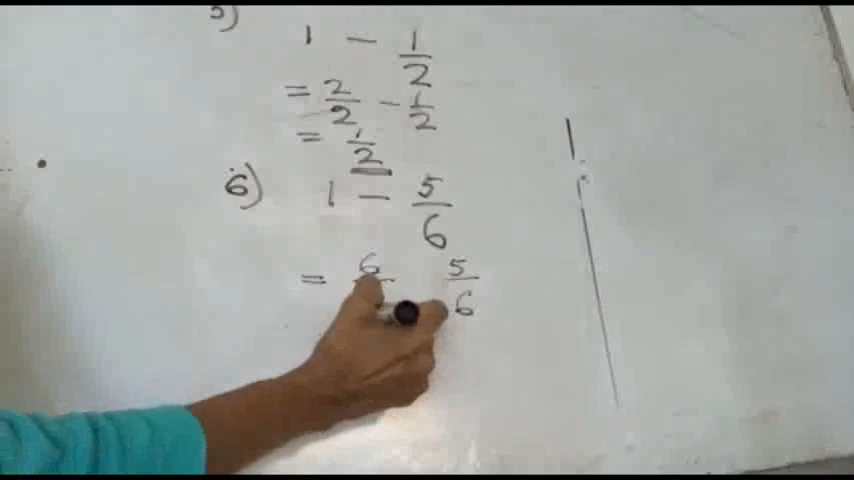 5)
1 - 1/2
= 2/2 - 1/2
= 1/2
6) 1 - 5/6
= 6/ 5/6